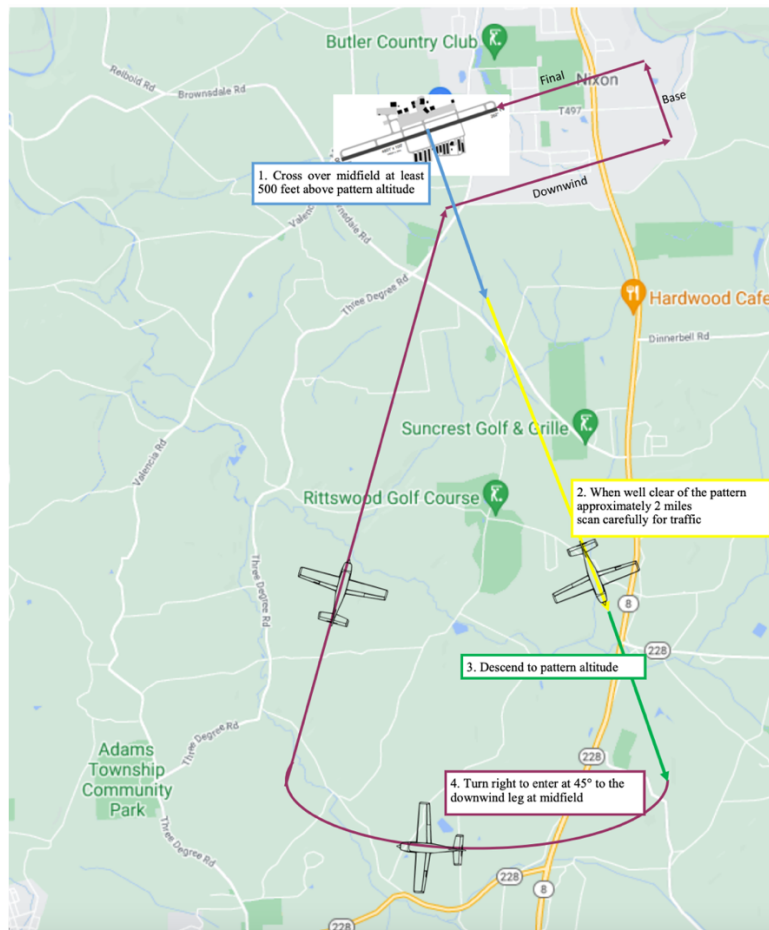 Butler Country Club
Reibold Rd
Brownsdale Rd
Nixon
T497
Final
Base
Downwind
1. Cross over midfield at least
500 feet above pattern altitude
Three Degree Rd
Hardwood Cafe
Dinnerbell Rd
Valencia Rd
Suncrest Golf & Grille
Rittswood Golf Course
2. When well clear of the pattern
approximately 2 miles
scan carefully for traffic
Three Degree Rd
8
228
3. Descend to pattern altitude
Three Degree Rd
Adams
Township
Community
Park
228
4. Turn right to enter at 45° to the
downwind leg at midfield
Three Degree Rd
228
8
228